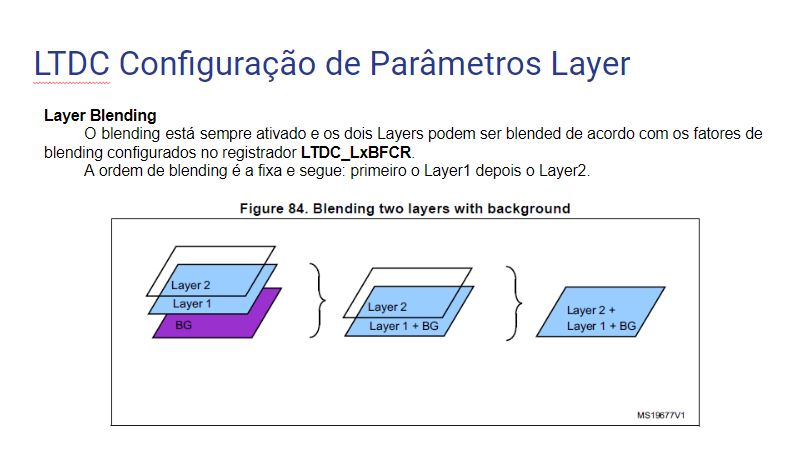 LTDC Configuração de Parâmetros Layer
Layer Blending
O blending está sempre ativado e os dois Layers podem ser blended de acordo com os fatores de
blending configurados no registrador LTDC_LxBFCR.
A ordem de blending é a fixa e segue: primeiro o Layer1 depois o Layer2.
Figure 84. Blending two layers with background
Layer 2
Layer 1
BG
Layer 2
Layer 1 + BG
Layer 2 +
Layer 1 + BG
MS19677V1